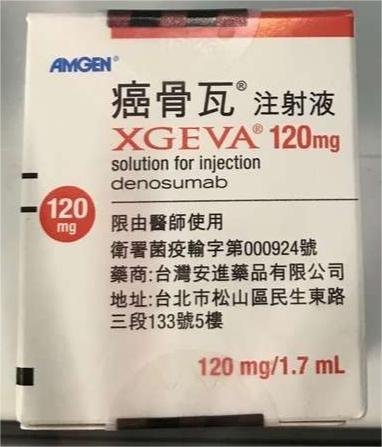 AMGEN®
癌骨瓦® 注射液
XGEVA® 120mg
solution for injection
denosumab
120
mg
限由醫師使用
衛署菌疫輸字第000924號
藥商:台灣安進藥品有限公司
地址:台北市松山區民生東路
三段133號5樓
120 mg/1.7 mL